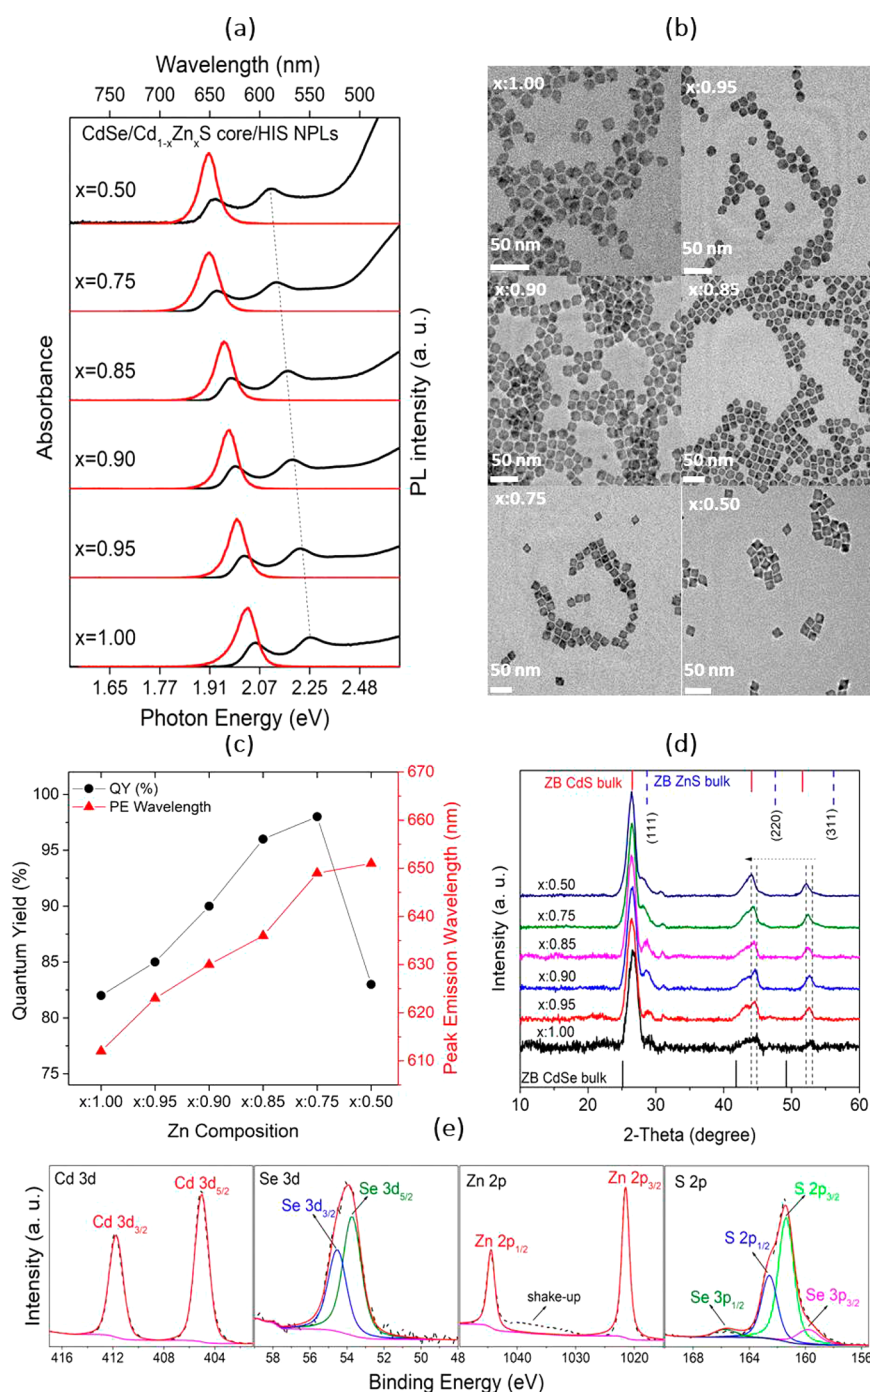 (a)
Wavelength (nm)
750 700 650 600 550 500
CdSe/Cd₁₋ₓZnₓS core/HIS NPLs
x=0.50
x=0.75
x=0.85
x=0.90
x=0.95
x=1.00
Absorbance
PL intensity (a. u.)
1.65 1.77 1.91 2.07 2.25 2.48
Photon Energy (eV)
(b)
x:1.00
50 nm
x:0.95
50 nm
x:0.90
50 nm
x:0.85
50 nm
x:0.75
50 nm
x:0.50
50 nm
(c)
QY (%)
PE Wavelength
Quantum Yield (%)
100
95
90
85
80
75
Peak Emission Wavelength (nm)
670
660
650
640
630
620
610
x:1.00 x:0.95 x:0.90 x:0.85 x:0.75 x:0.50
Zn Composition
(d)
ZB CdS bulk
ZB ZnS bulk
(111)
(220)
(311)
x:0.50
x:0.75
x:0.85
x:0.90
x:0.95
x:1.00
ZB CdSe bulk
Intensity (a. u.)
10 20 30 40 50 60
2-Theta (degree)
(e)
Intensity (a. u.)
Cd 3d
Cd 3d₃/₂
Cd 3d₅/₂
416 412 408 404
Se 3d
Se 3d₃/₂
Se 3d₅/₂
58 56 54 52 50 48
Zn 2p
Zn 2p₁/₂
Zn 2p₃/₂
shake-up
1040 1030 1020
S 2p
S 2p₃/₂
S 2p₁/₂
Se 3p₁/₂
Se 3p₃/₂
168 164 160 156
Binding Energy (eV)